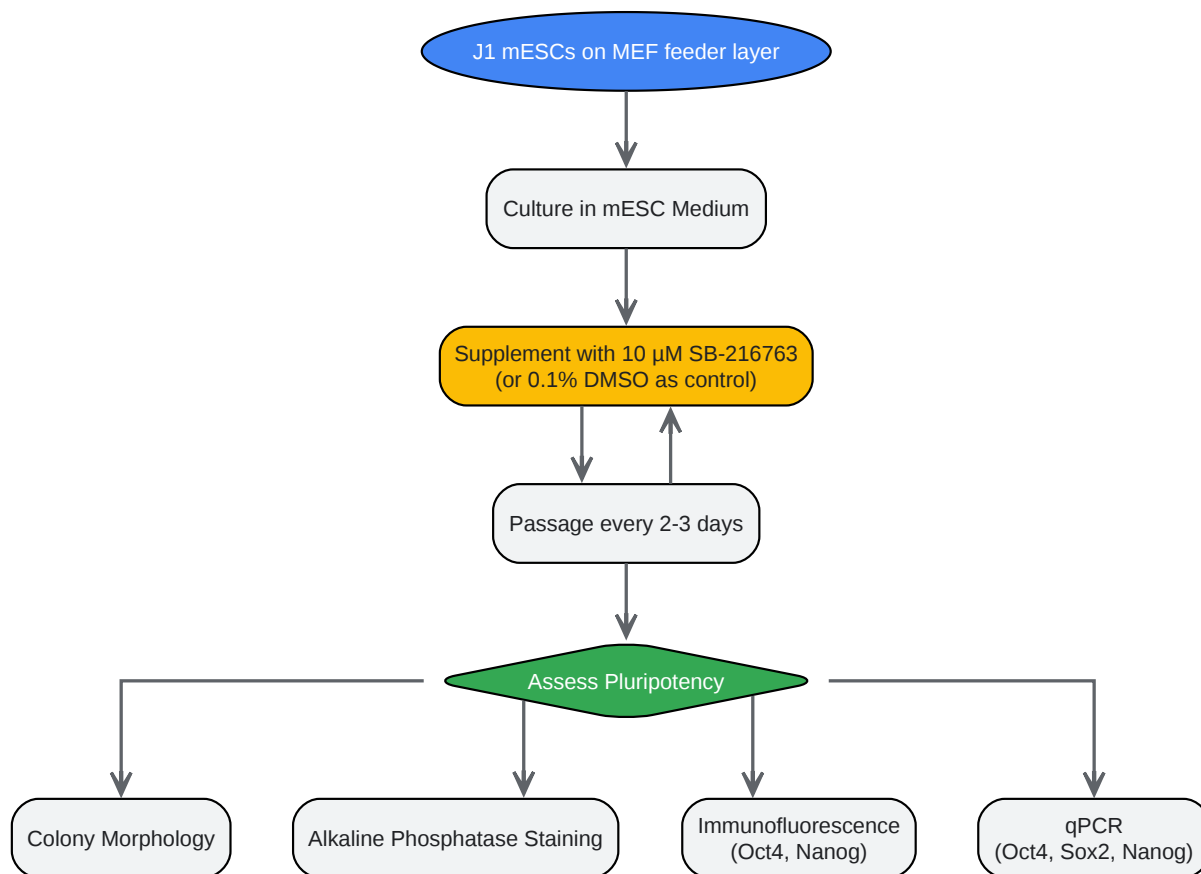 J1 mESCs on MEF feeder layer
Culture in mESC Medium
Supplement with 10 µM SB-216763
(or 0.1% DMSO as control)
Passage every 2-3 days
Assess Pluripotency
Colony Morphology
Alkaline Phosphatase Staining
Immunofluorescence
(Oct4, Nanog)
qPCR
(Oct4, Sox2, Nanog)